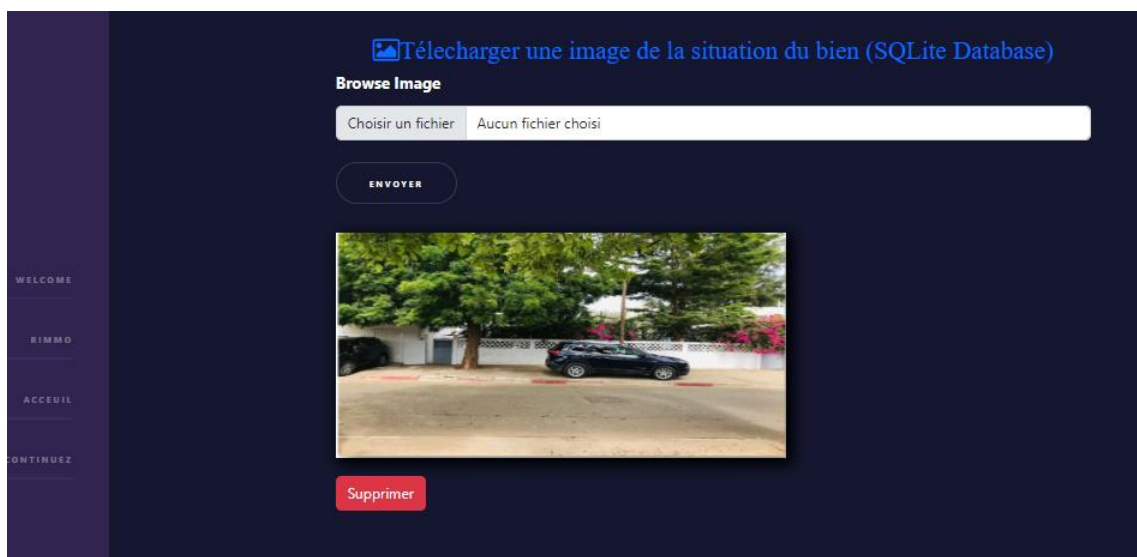 Télecharger une image de la situation du bien (SQLite Database)
Browse Image
Choisir un fichier Aucun fichier choisi
ENVOYER
WELCOME
RIMMO
ACCEUIL
CONTINUEZ
Supprimer